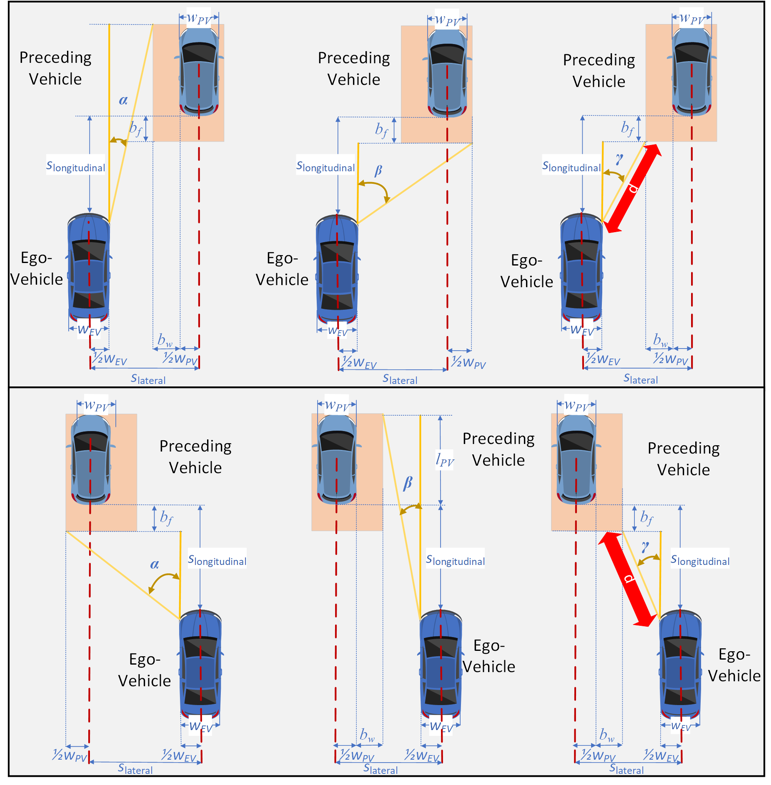 w_PV
Preceding
Vehicle
α
b_f
s_longitudinal
Ego-
Vehicle
w_EV
b_w
½w_EV
½w_PV
s_lateral
w_PV
Preceding
Vehicle
b_f
s_longitudinal
β
Ego-
Vehicle
w_EV
½w_EV
½w_PV
s_lateral
w_PV
Preceding
Vehicle
b_f
s_longitudinal
γ
d
Ego-
Vehicle
w_EV
b_w
½w_EV
½w_PV
s_lateral
w_PV
Preceding
Vehicle
b_f
s_longitudinal
α
Ego-
Vehicle
w_EV
½w_PV
½w_EV
s_lateral
w_PV
Preceding
Vehicle
l_PV
β
s_longitudinal
Ego-
Vehicle
w_EV
b_w
½w_PV
½w_EV
s_lateral
w_PV
Preceding
Vehicle
b_f
γ
s_longitudinal
d
Ego-
Vehicle
w_EV
b_w
½w_PV
½w_EV
s_lateral